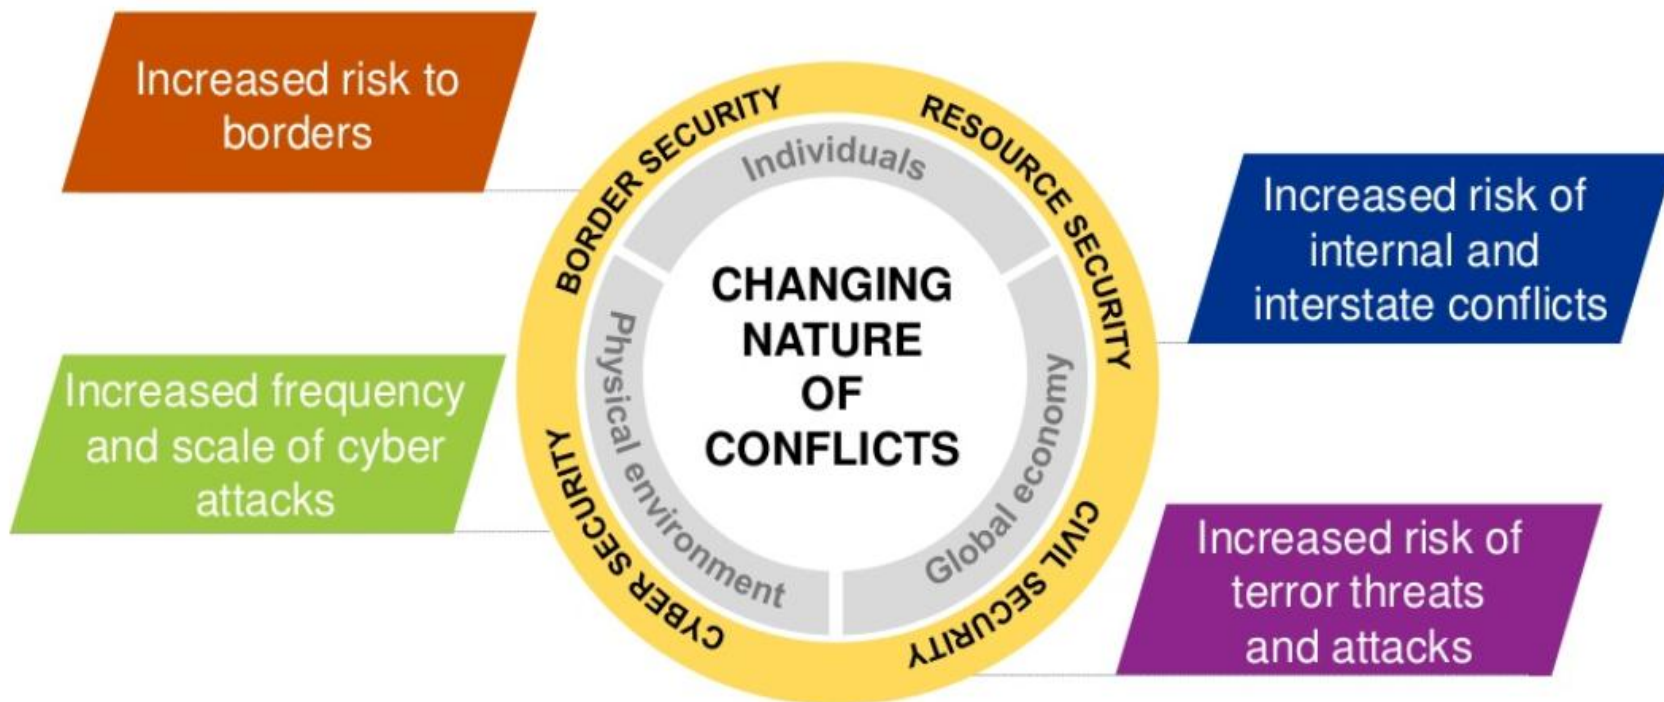 Increased risk to
borders
BORDER SECURITY
RESOURCE SECURITY
Individuals
Increased risk of
internal and
interstate conflicts
CHANGING
NATURE
OF
CONFLICTS
Physical environment
Global economy
Increased frequency
and scale of cyber
attacks
CYBER SECURITY
CIVIL SECURITY
Increased risk of
terror threats
and attacks